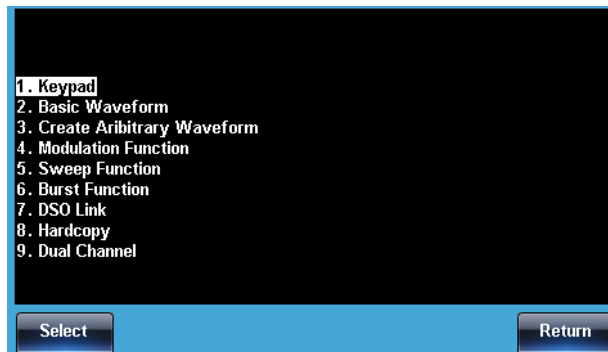 1. Keypad
2. Basic Waveform
3. Create Aribitrary Waveform
4. Modulation Function
5. Sweep Function
6. Burst Function
7. DSO Link
8. Hardcopy
9. Dual Channel
Select
Return